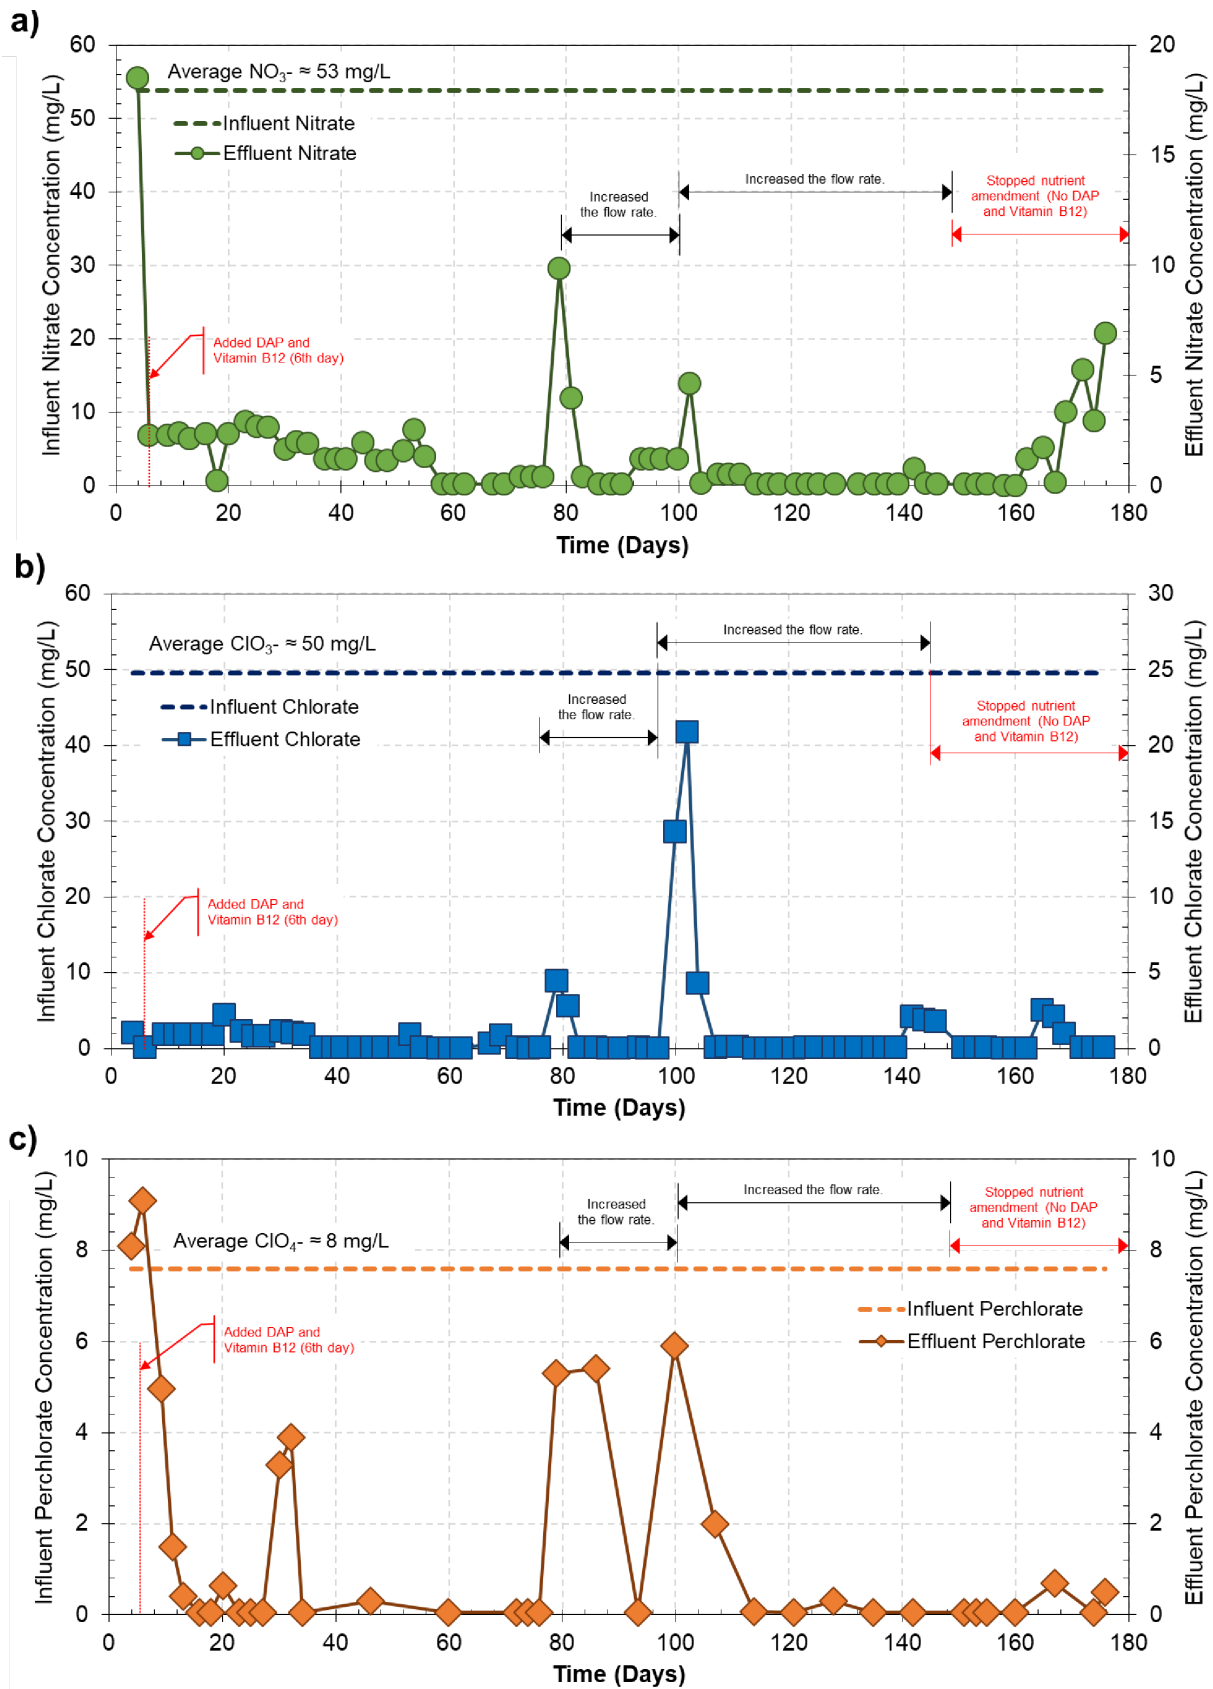 a)
60
50
40
30
20
10
0
Influent Nitrate Concentration (mg/L)
20
15
10
5
0
Effluent Nitrate Concentration (mg/L)
Average NO₃- ≈ 53 mg/L
Influent Nitrate
Effluent Nitrate
Increased
the flow rate.
Increased the flow rate.
Stopped nutrient
amendment (No DAP
and Vitamin B12)
Added DAP and
Vitamin B12 (6th day)
0 20 40 60 80 100 120 140 160 180
Time (Days)
b)
60
50
40
30
20
10
0
Influent Chlorate Concentration (mg/L)
30
25
20
15
10
5
0
Effluent Chlorate Concentraiton (mg/L)
Average ClO₃- ≈ 50 mg/L
Influent Chlorate
Effluent Chlorate
Increased
the flow rate.
Increased the flow rate.
Stopped nutrient
amendment (No DAP
and Vitamin B12)
Added DAP and
Vitamin B12 (6th day)
0 20 40 60 80 100 120 140 160 180
Time (Days)
c)
10
8
6
4
2
0
Influent Perchlorate Concentration (mg/L)
10
8
6
4
2
0
Effluent Perchlorate Concentration (mg/L)
Average ClO₄- ≈ 8 mg/L
Increased
the flow rate.
Increased the flow rate.
Stopped nutrient
amendment (No DAP
and Vitamin B12)
Influent Perchlorate
Effluent Perchlorate
Added DAP and
Vitamin B12 (6th day)
0 20 40 60 80 100 120 140 160 180
Time (Days)